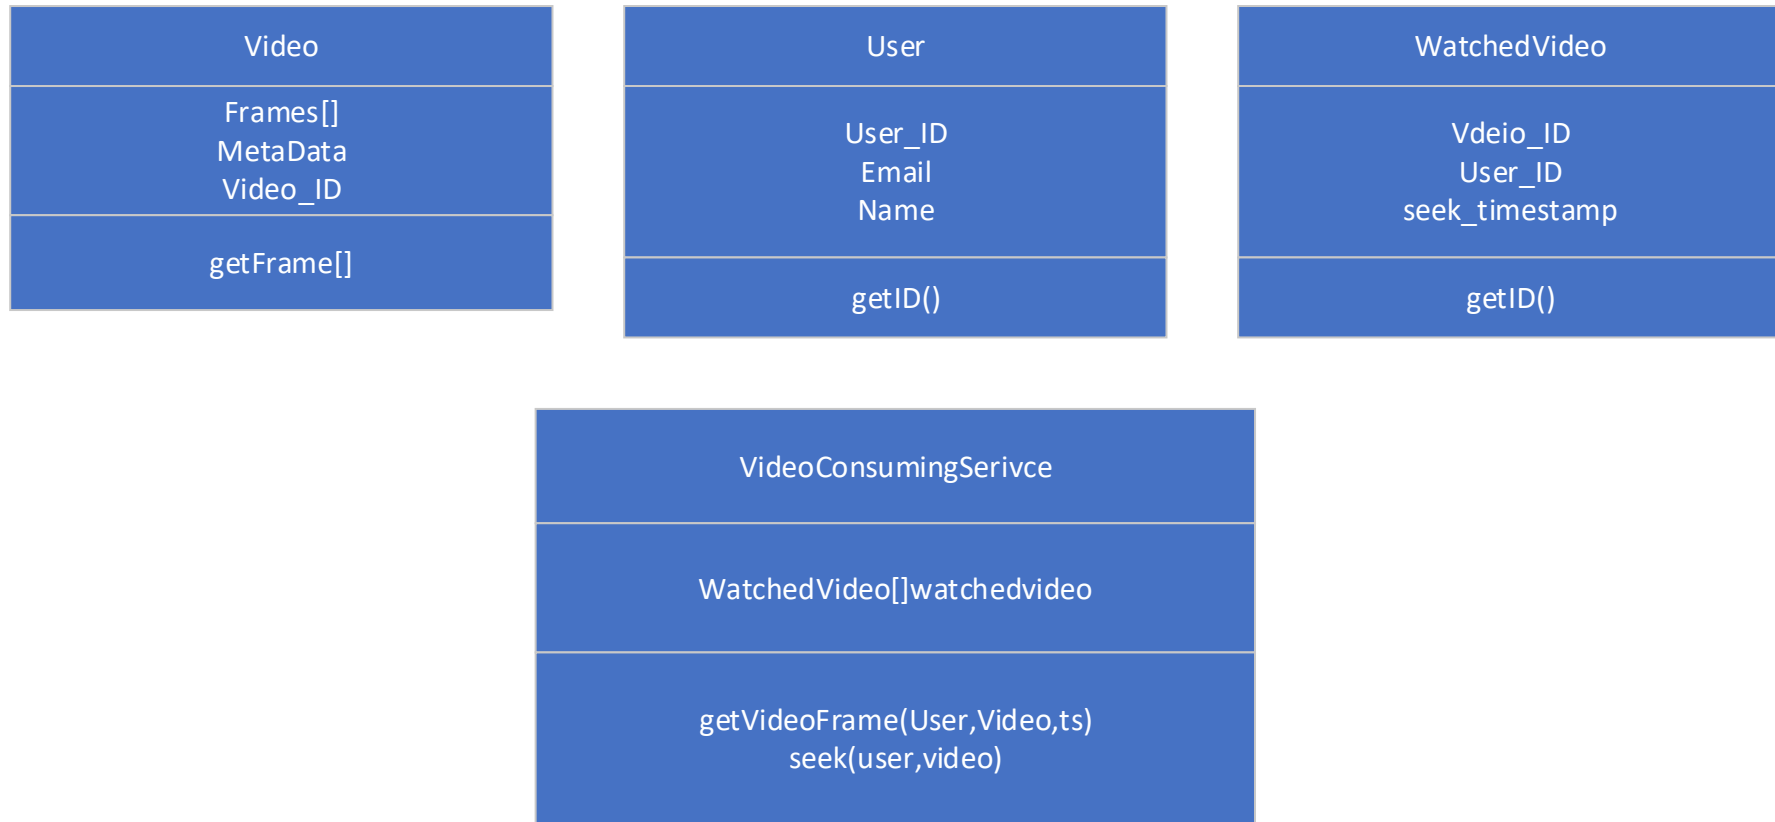 Video
Frames[]
MetaData
Video_ID
getFrame[]
User
User_ID
Email
Name
getID()
WatchedVideo
Vdeio_ID
User_ID
seek_timestamp
getID()
VideoConsumingSerivce
WatchedVideo[]watchedvideo
getVideoFrame(User,Video,ts)
seek(user,video)